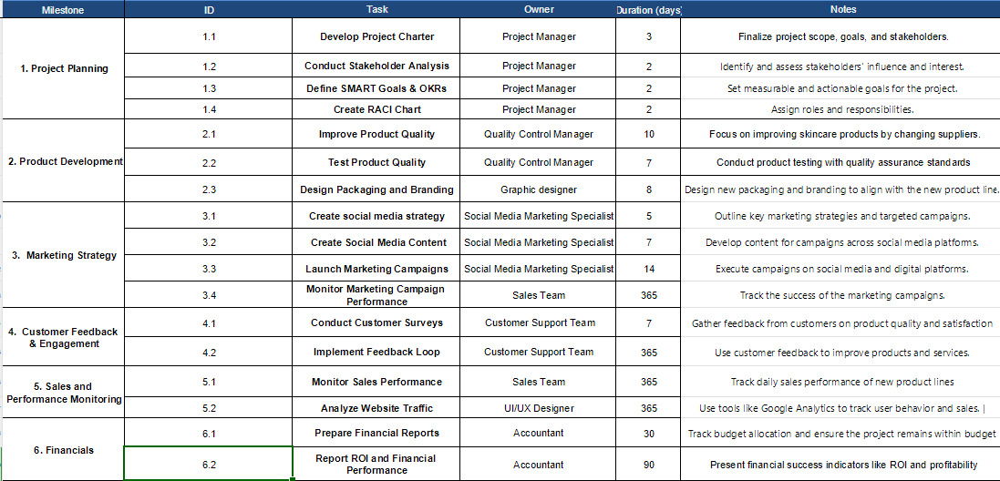 Milestone ID Task Owner Duration (days) Notes
1. Project Planning
1.1 Develop Project Charter Project Manager 3 Finalize project scope, goals, and stakeholders.
1.2 Conduct Stakeholder Analysis Project Manager 2 Identify and assess stakeholders' influence and interest.
1.3 Define SMART Goals & OKRs Project Manager 2 Set measurable and actionable goals for the project.
1.4 Create RACI Chart Project Manager 2 Assign roles and responsibilities.
2. Product Development
2.1 Improve Product Quality Quality Control Manager 10 Focus on improving skincare products by changing suppliers.
2.2 Test Product Quality Quality Control Manager 7 Conduct product testing with quality assurance standards
2.3 Design Packaging and Branding Graphic designer 8 Design new packaging and branding to align with the new product line.
3. Marketing Strategy
3.1 Create social media strategy Social Media Marketing Specialist 5 Outline key marketing strategies and targeted campaigns.
3.2 Create Social Media Content Social Media Marketing Specialist 7 Develop content for campaigns across social media platforms.
3.3 Launch Marketing Campaigns Social Media Marketing Specialist 14 Execute campaigns on social media and digital platforms.
3.4 Monitor Marketing Campaign
Performance Sales Team 365 Track the success of the marketing campaigns.
4. Customer Feedback
& Engagement
4.1 Conduct Customer Surveys Customer Support Team 7 Gather feedback from customers on product quality and satisfaction
4.2 Implement Feedback Loop Customer Support Team 365 Use customer feedback to improve products and services.
5. Sales and
Performance Monitoring
5.1 Monitor Sales Performance Sales Team 365 Track daily sales performance of new product lines
5.2 Analyze Website Traffic UI/UX Designer 365 Use tools like Google Analytics to track user behavior and sales. |
6. Financials
6.1 Prepare Financial Reports Accountant 30 Track budget allocation and ensure the project remains within budget
6.2 Report ROI and Financial
Performance Accountant 90 Present financial success indicators like ROI and profitability